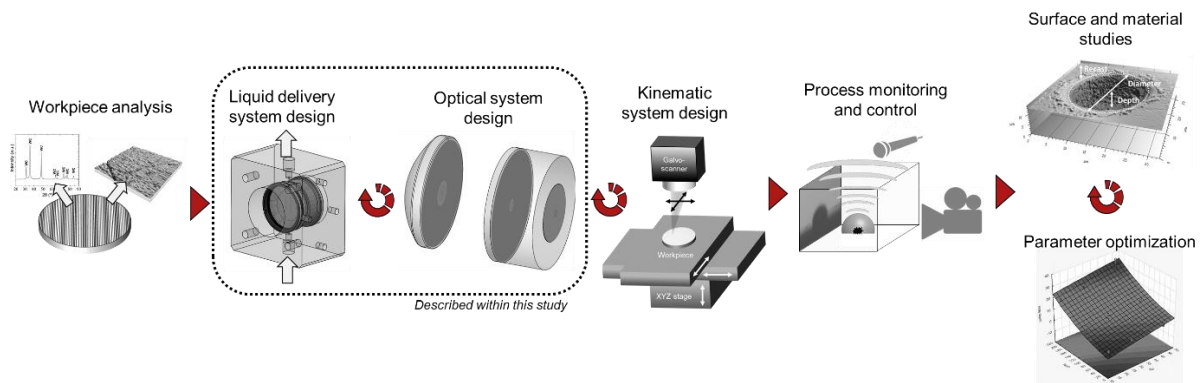 Workpiece analysis
Liquid delivery
system design
Optical system
design
Described within this study
Kinematic
system design
Galvo-
scanner
Workpiece
XYZ stage
Process monitoring
and control
Surface and material
studies
Recast
Diameter
Depth
Parameter optimization